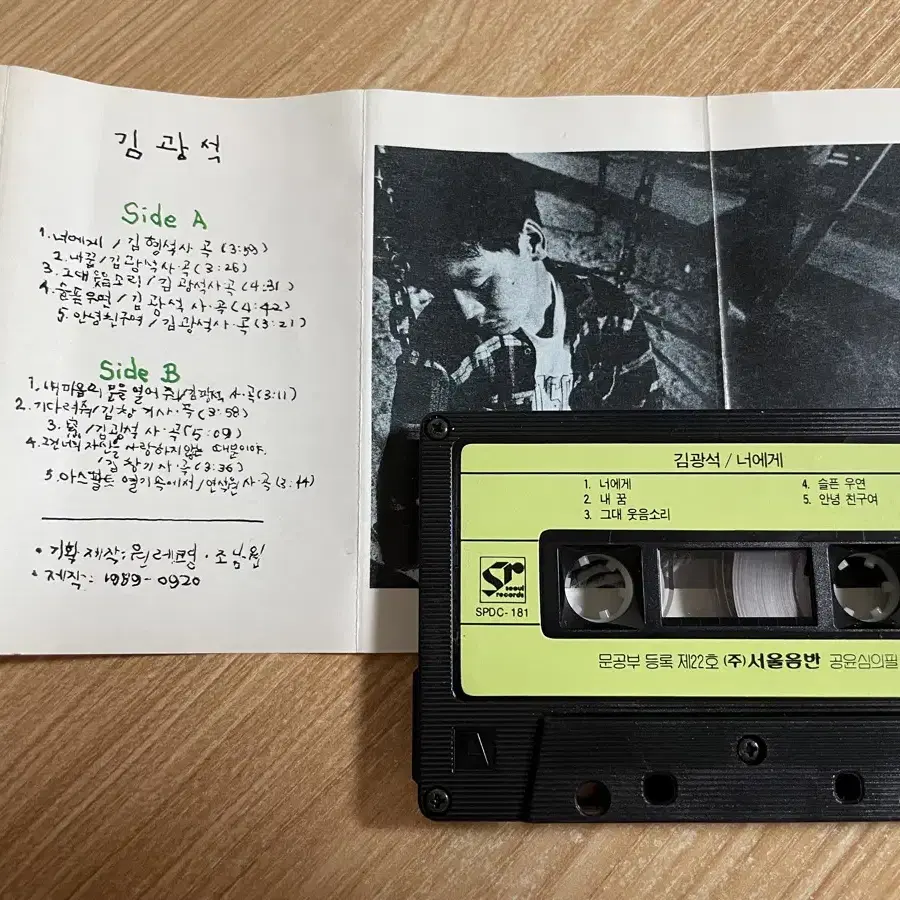 김광석
Side A
1. 너에게 / 김형석 사·곡 (3:59)
2. 내꿈 / 김광석 사·곡 (3:26)
3. 그대 웃음소리 / 김광석 사·곡 (4:31)
4. 슬픈우연 / 김광석 사·곡 (4:42)
5. 안녕친구여 / 김광석 사·곡 (3:21)
Side B
1. 내 마음의 문을 열어 줘 / 김광석 사·곡 (3:11)
2. 기다려줘 / 김창기 사·곡 (3:58)
3. / 김광석 사·곡 (5:09)
4. 그건 너의 자신을 사랑하지 않는 때문이야.
/ 김창기 사·곡 (3:36)
5. 아스팔트 열기속에서 / 연석원 사·곡 (3:44)
• 기획 제작: 조남원
• 제작: 1989-0920
김광석 / 너에게
1. 너에게
2. 내 꿈
3. 그대 웃음소리
4. 슬픈 우연
5. 안녕 친구여
sr
seoul
records
SPDC-181
문공부 등록 제22호 (주)서울음반 공윤심의필
A